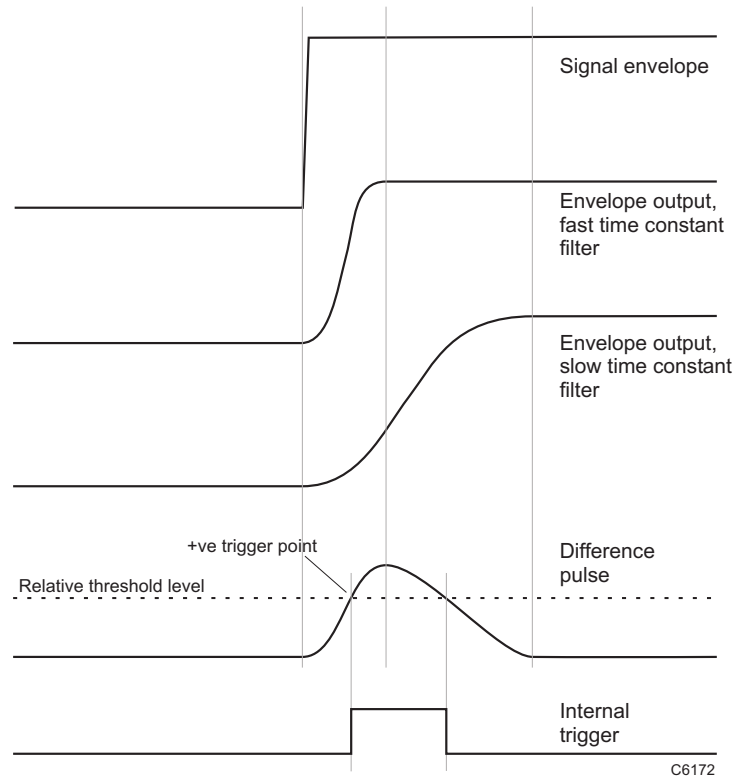 Signal envelope
Envelope output,
fast time constant
filter
Envelope output,
slow time constant
filter
+ve trigger point
Difference
pulse
Relative threshold level
Internal
trigger
C6172